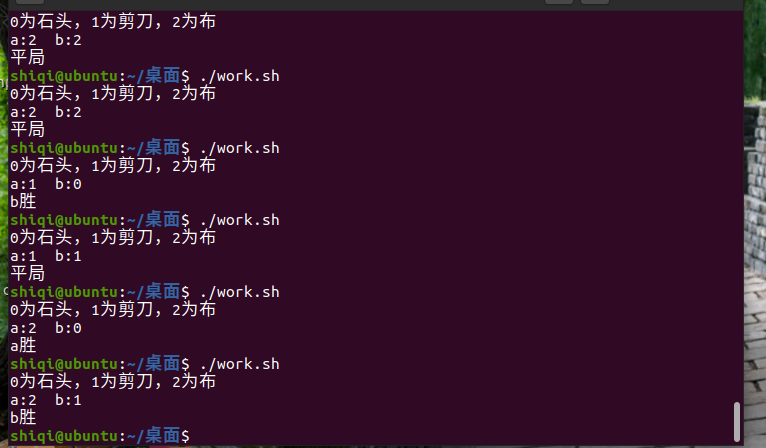 0为石头，1为剪刀，2为布
a:2  b:2
平局
shiqi@ubuntu:~/桌面$ ./work.sh
0为石头，1为剪刀，2为布
a:2  b:2
平局
shiqi@ubuntu:~/桌面$ ./work.sh
0为石头，1为剪刀，2为布
a:1  b:0
b胜
shiqi@ubuntu:~/桌面$ ./work.sh
0为石头，1为剪刀，2为布
a:1  b:1
平局
shiqi@ubuntu:~/桌面$ ./work.sh
0为石头，1为剪刀，2为布
a:2  b:0
a胜
shiqi@ubuntu:~/桌面$ ./work.sh
0为石头，1为剪刀，2为布
a:2  b:1
b胜
shiqi@ubuntu:~/桌面$